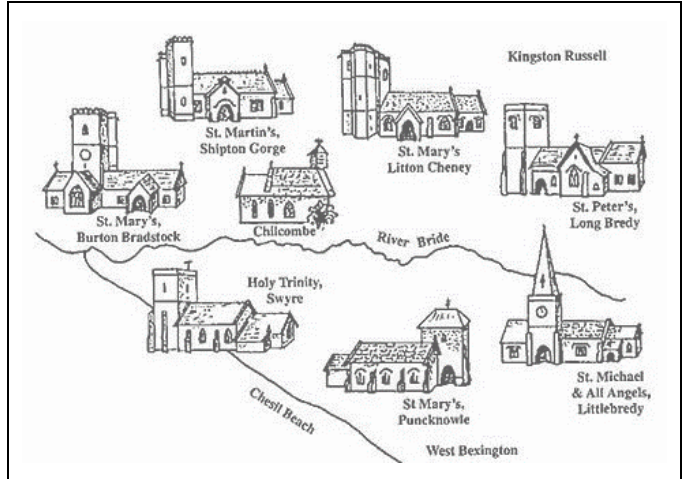 Kingston Russell
St. Martin's,
Shipton Gorge
St. Mary's
Litton Cheney
St. Peter's,
Long Bredy
St. Mary's,
Burton Bradstock
Chilcombe
River Bride
Holy Trinity,
Swyre
St. Michael
& All Angels,
Littlebredy
Chesil Beach
St Mary's,
Puncknowle
West Bexington